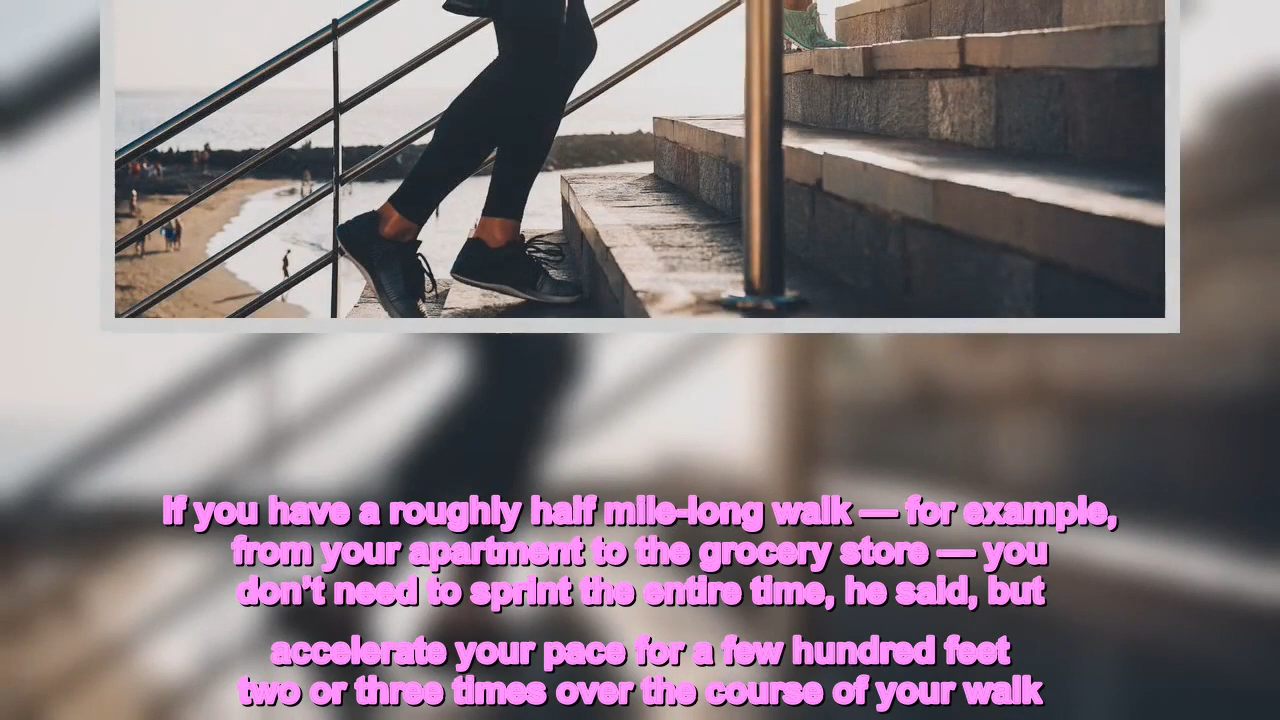 If you have a roughly half mile-long walk — for example,
from your apartment to the grocery store — you
don't need to sprint the entire time, he said, but
accelerate your pace for a few hundred feet
two or three times over the course of your walk